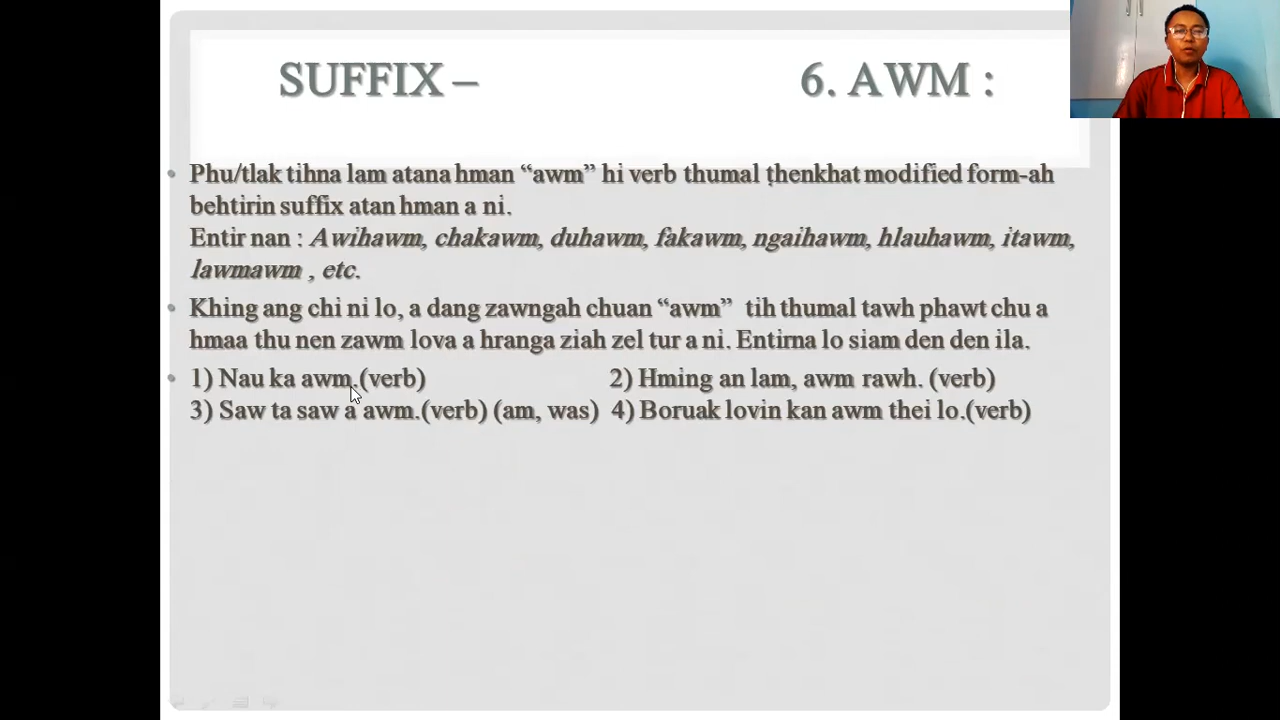 SUFFIX – 6. AWM :
• Phu/tlak tihna lam atana hman “awm” hi verb thumal ṭhenkhat modified form-ah
behtirin suffix atan hman a ni.
Entir nan : Awihawm, chakawm, duhawm, fakawm, ngaihawm, hlauhawm, itawm,
lawmawm , etc.
• Khing ang chi ni lo, a dang zawngah chuan “awm” tih thumal tawh phawt chu a
hmaa thu nen zawm lova a hranga ziah zel tur a ni. Entirna lo siam den den ila.
• 1) Nau ka awm.(verb) 2) Hming an lam, awm rawh. (verb)
3) Saw ta saw a awm.(verb) (am, was) 4) Boruak lovin kan awm thei lo.(verb)